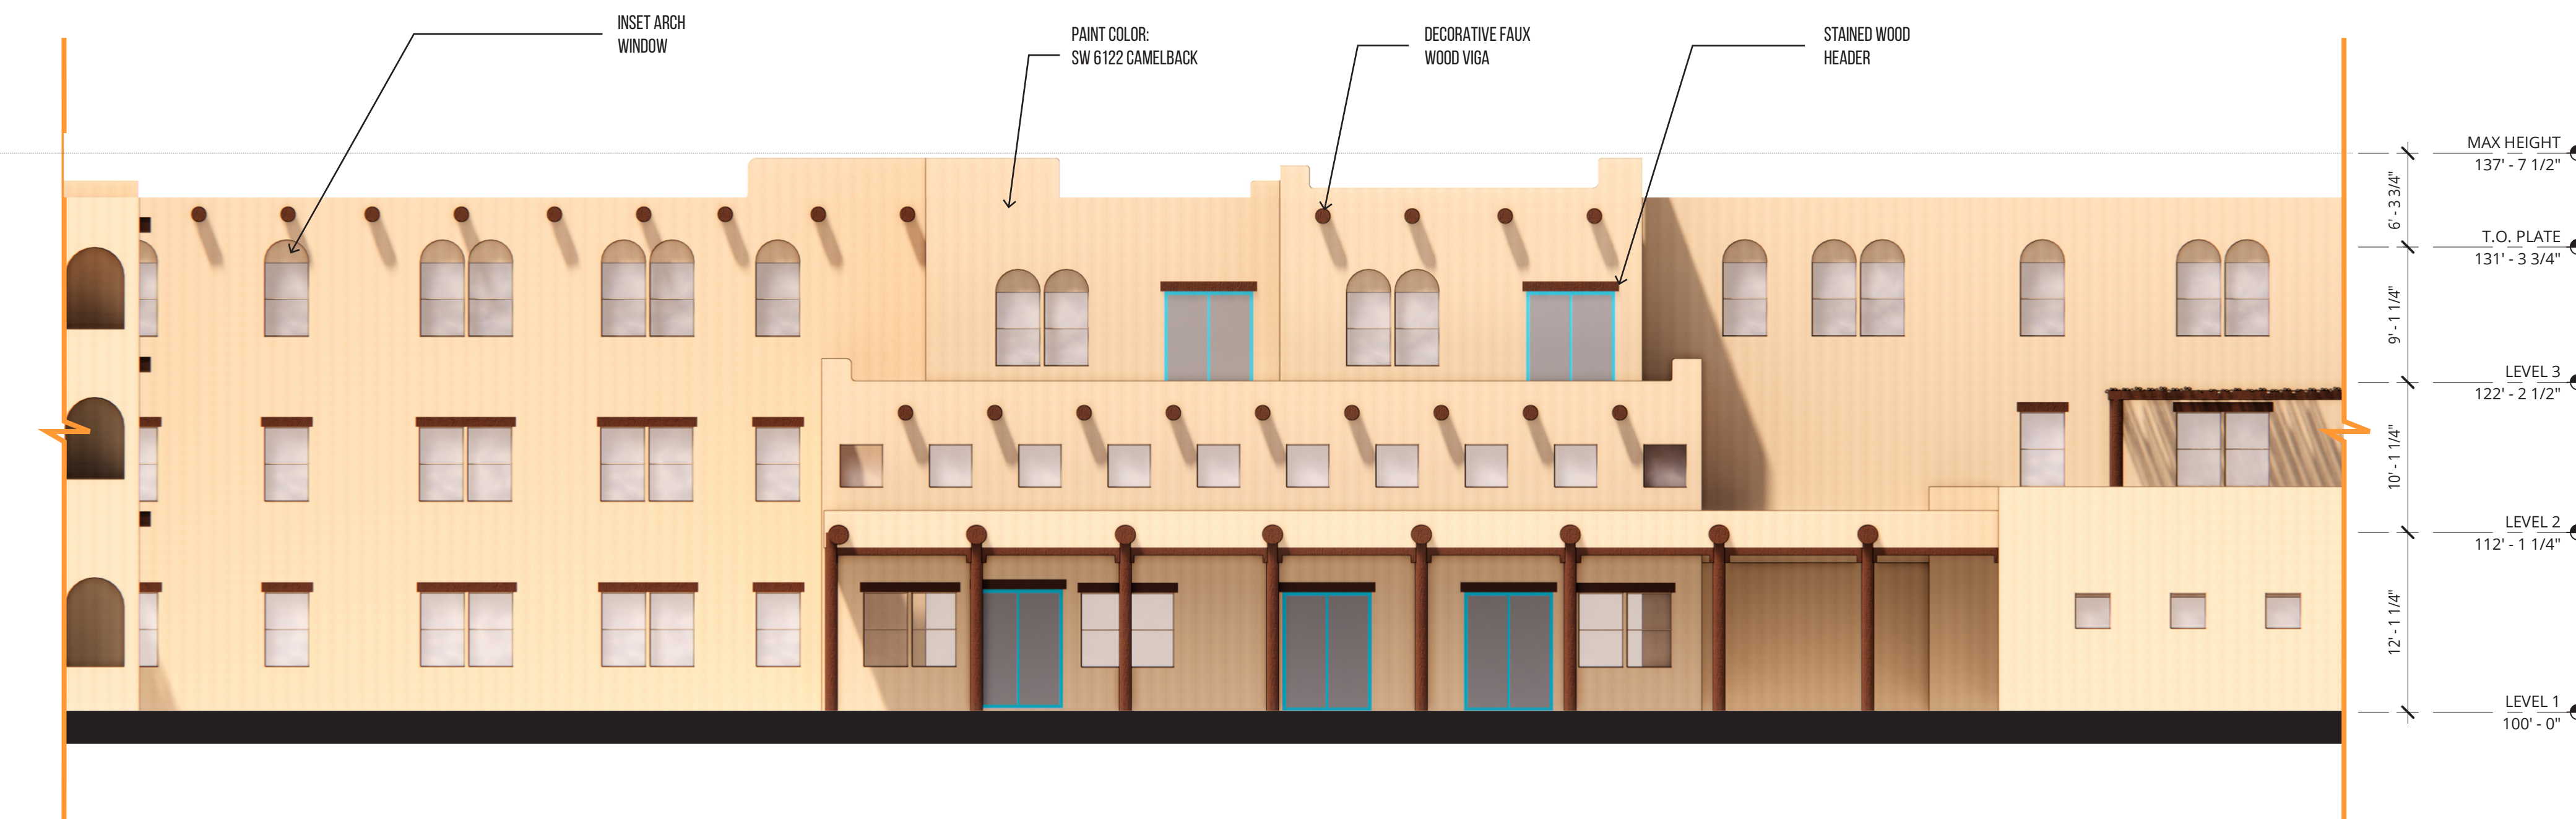 INSET ARCH
WINDOW
PAINT COLOR:
SW 6122 CAMELBACK
DECORATIVE FAUX
WOOD VIGA
STAINED WOOD
HEADER
MAX HEIGHT
137' - 7 1/2"
6' - 3 3/4"
T.O. PLATE
131' - 3 3/4"
9' - 1 1/4"
LEVEL 3
122' - 2 1/2"
10' - 1 1/4"
LEVEL 2
112' - 1 1/4"
12' - 1 1/4"
LEVEL 1
100' - 0"